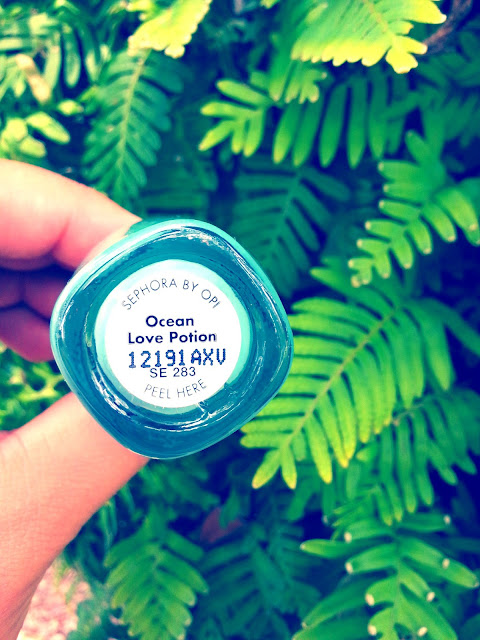 SEPHORA BY OPI
Ocean
Love Potion
12191AXV
SE 283
PEEL HERE